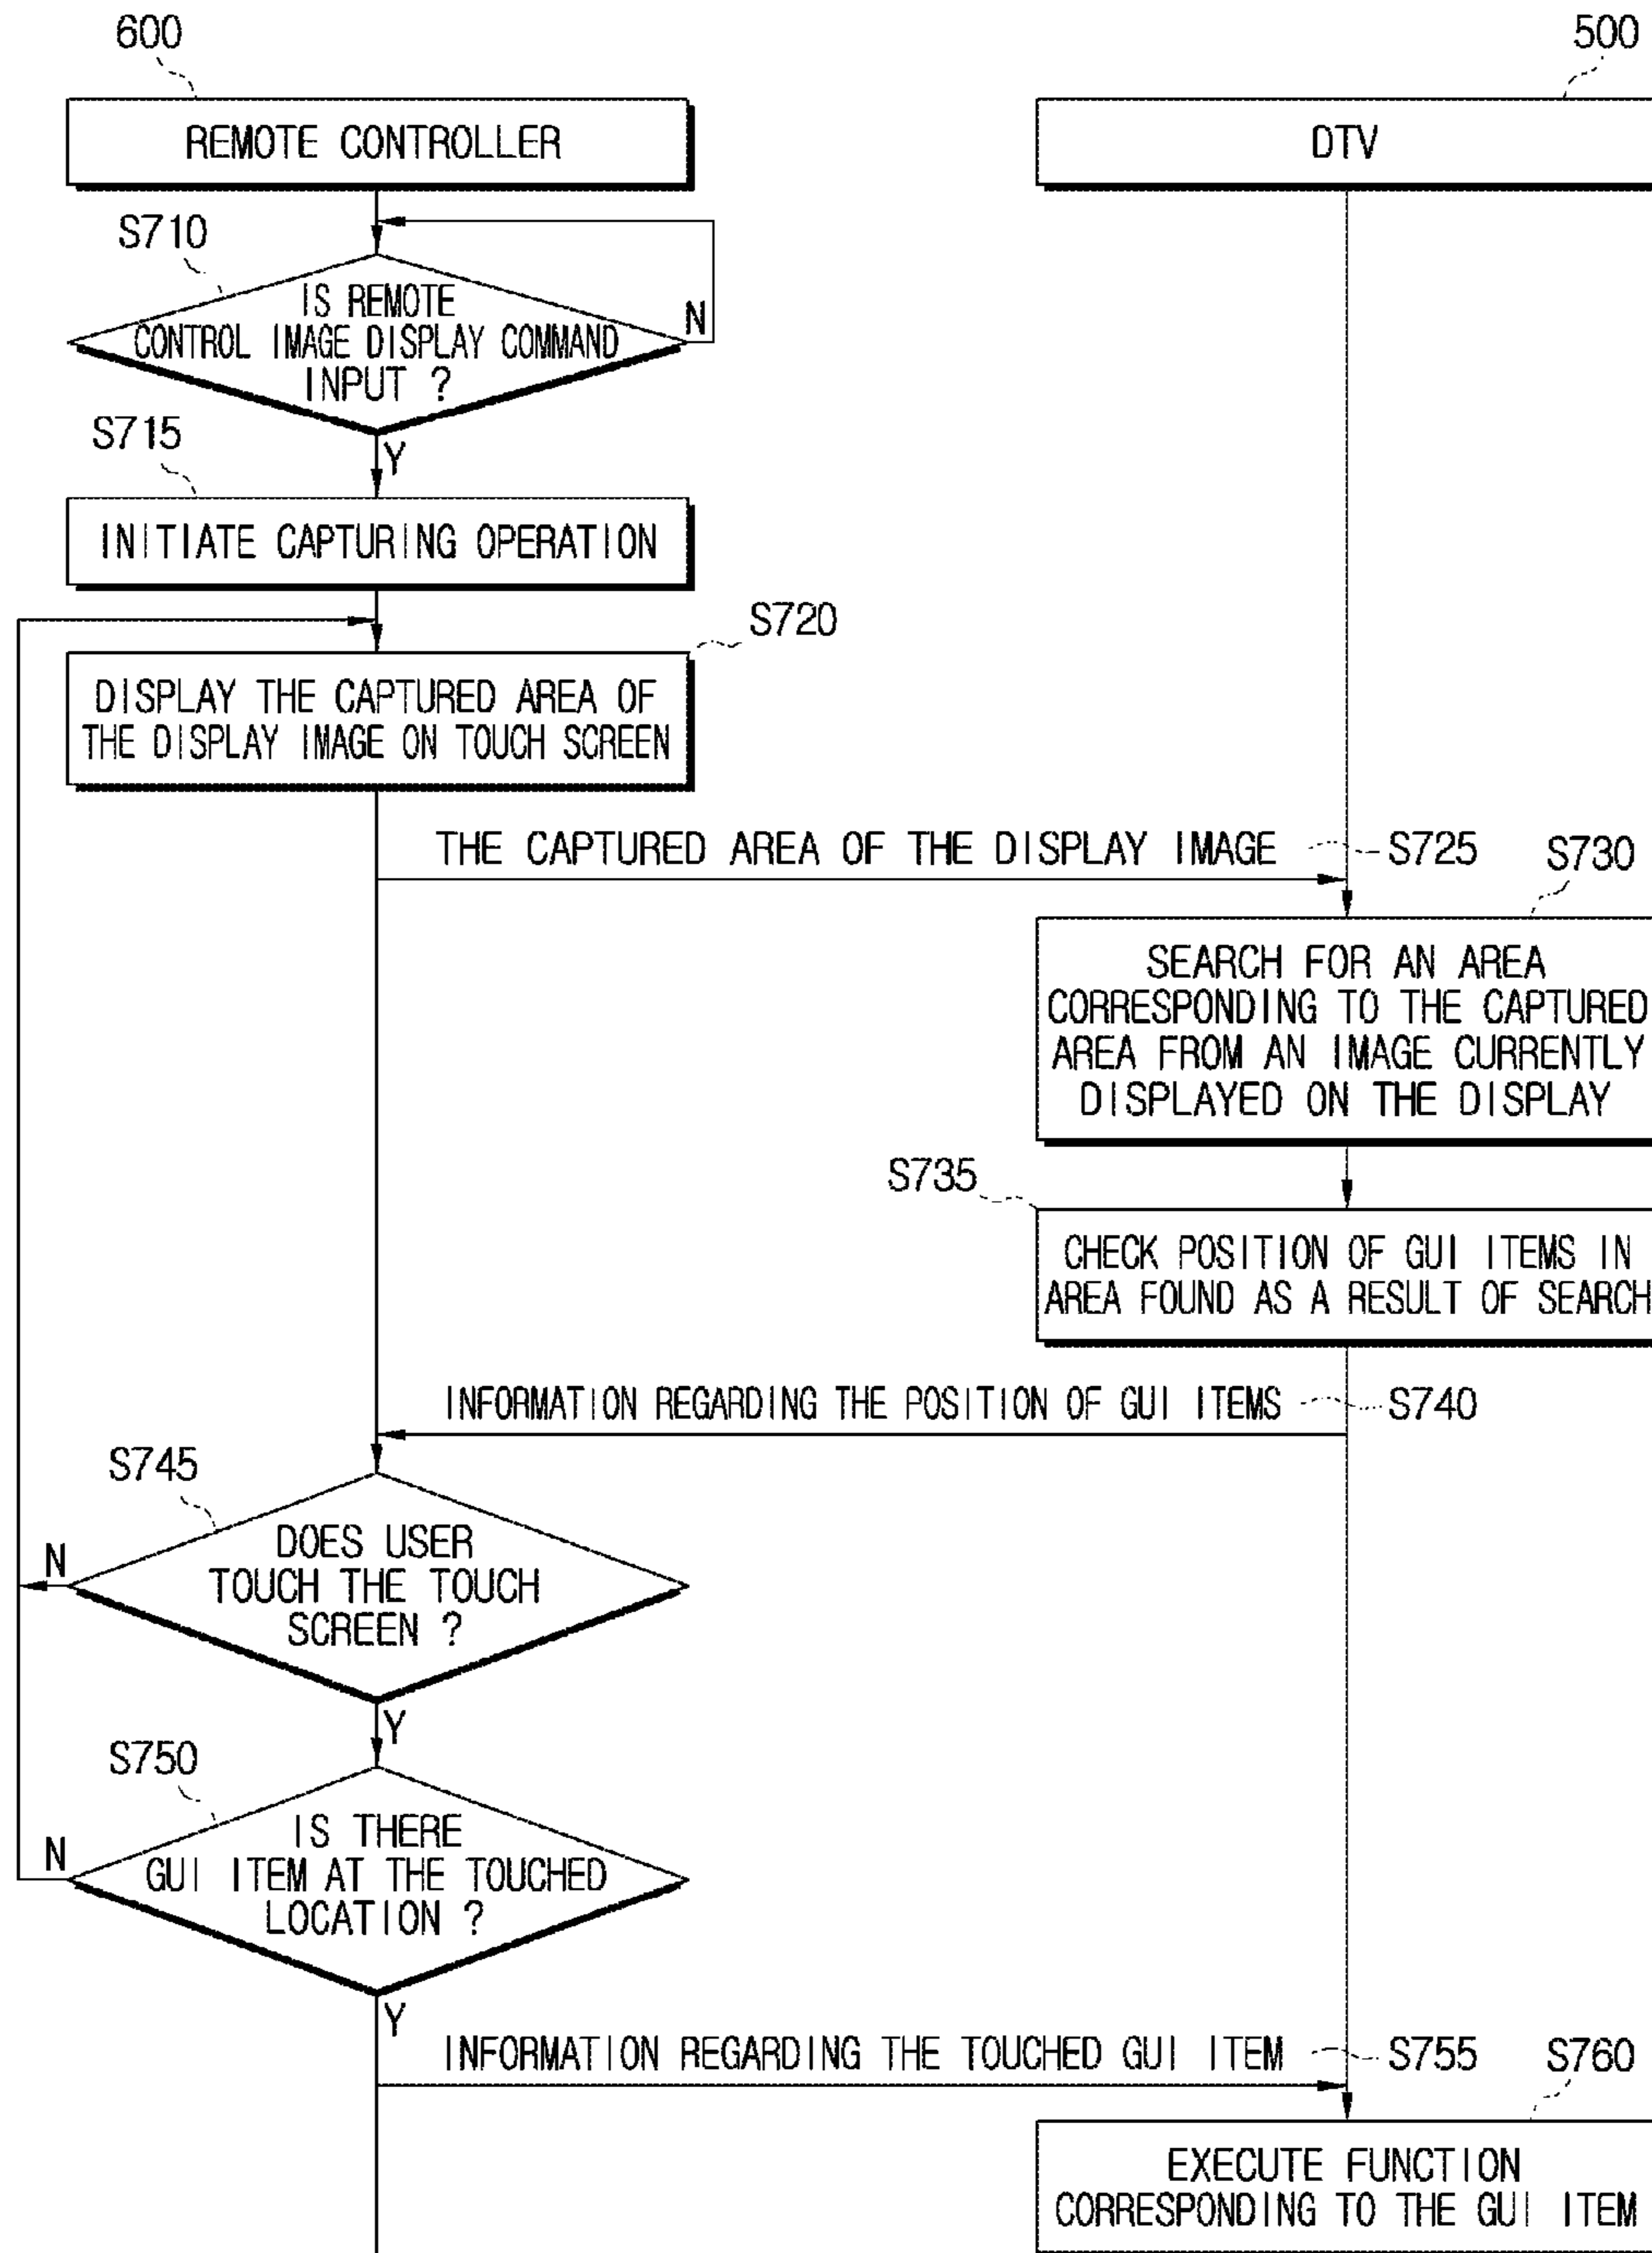 600
500
REMOTE CONTROLLER
DTV
S710
IS REMOTE
CONTROL IMAGE DISPLAY COMMAND
INPUT ?
N
Y
S715
INITIATE CAPTURING OPERATION
S720
DISPLAY THE CAPTURED AREA OF
THE DISPLAY IMAGE ON TOUCH SCREEN
THE CAPTURED AREA OF THE DISPLAY IMAGE
S725
S730
SEARCH FOR AN AREA
CORRESPONDING TO THE CAPTURED
AREA FROM AN IMAGE CURRENTLY
DISPLAYED ON THE DISPLAY
S735
CHECK POSITION OF GUI ITEMS IN
AREA FOUND AS A RESULT OF SEARCH
INFORMATION REGARDING THE POSITION OF GUI ITEMS
S740
S745
DOES USER
TOUCH THE TOUCH
SCREEN ?
N
Y
S750
IS THERE
GUI ITEM AT THE TOUCHED
LOCATION ?
N
Y
INFORMATION REGARDING THE TOUCHED GUI ITEM
S755
S760
EXECUTE FUNCTION
CORRESPONDING TO THE GUI ITEM